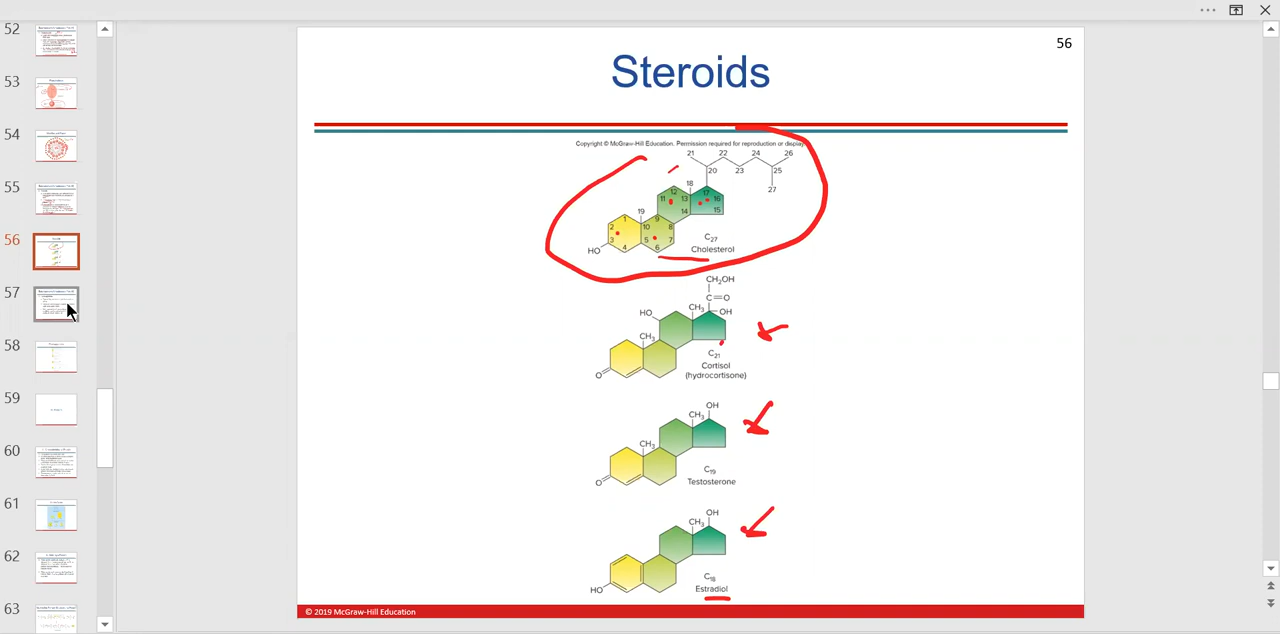 52
53
54
55
56
57
58
59
60
61
62
63
56
Steroids
Copyright © McGraw-Hill Education. Permission required for reproduction or display.
21 22 24 26
20 23 25
27
18
12 17
11 13 16
19 14 15
1 9
2 10 8
3 5 7
4 6
HO
C27
Cholesterol
CH2OH
C=O
HO CH3 OH
CH3
O
C21
Cortisol
(hydrocortisone)
OH
CH3
CH3
O
C19
Testosterone
OH
CH3
HO
C18
Estradiol
© 2019 McGraw-Hill Education